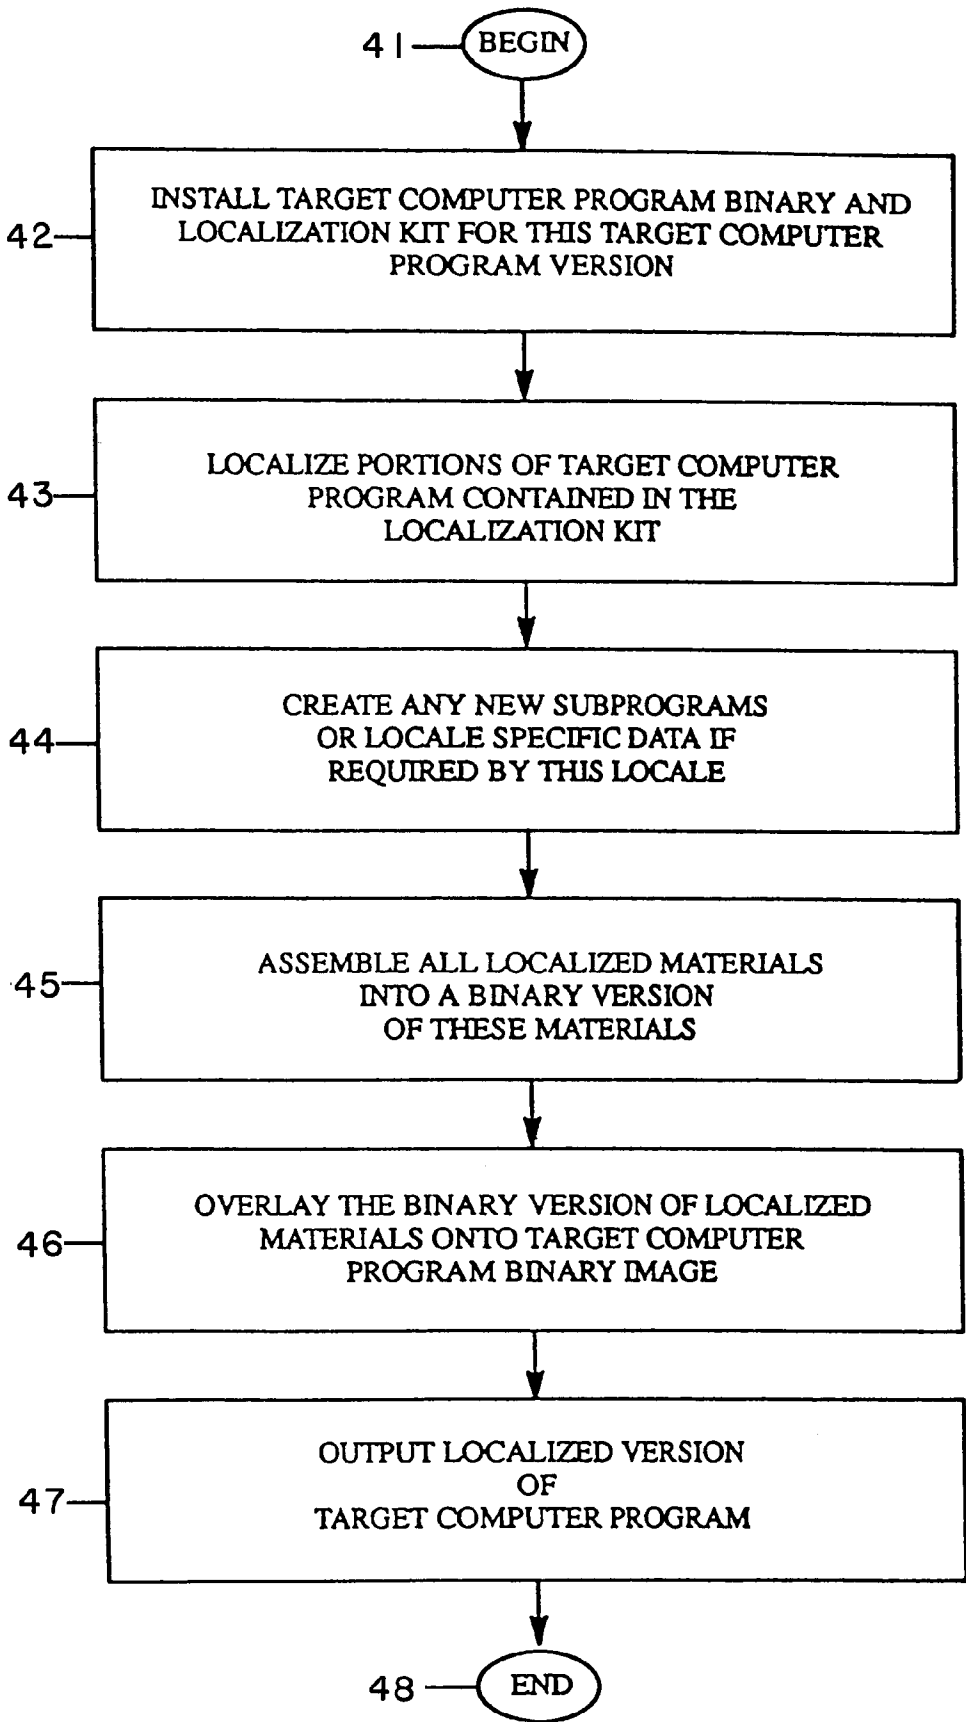 41
BEGIN
INSTALL TARGET COMPUTER PROGRAM BINARY AND
LOCALIZATION KIT FOR THIS TARGET COMPUTER
PROGRAM VERSION
42
LOCALIZE PORTIONS OF TARGET COMPUTER
PROGRAM CONTAINED IN THE
LOCALIZATION KIT
43
CREATE ANY NEW SUBPROGRAMS
OR LOCALE SPECIFIC DATA IF
REQUIRED BY THIS LOCALE
44
ASSEMBLE ALL LOCALIZED MATERIALS
INTO A BINARY VERSION
OF THESE MATERIALS
45
OVERLAY THE BINARY VERSION OF LOCALIZED
MATERIALS ONTO TARGET COMPUTER
PROGRAM BINARY IMAGE
46
OUTPUT LOCALIZED VERSION
OF
TARGET COMPUTER PROGRAM
47
48
END